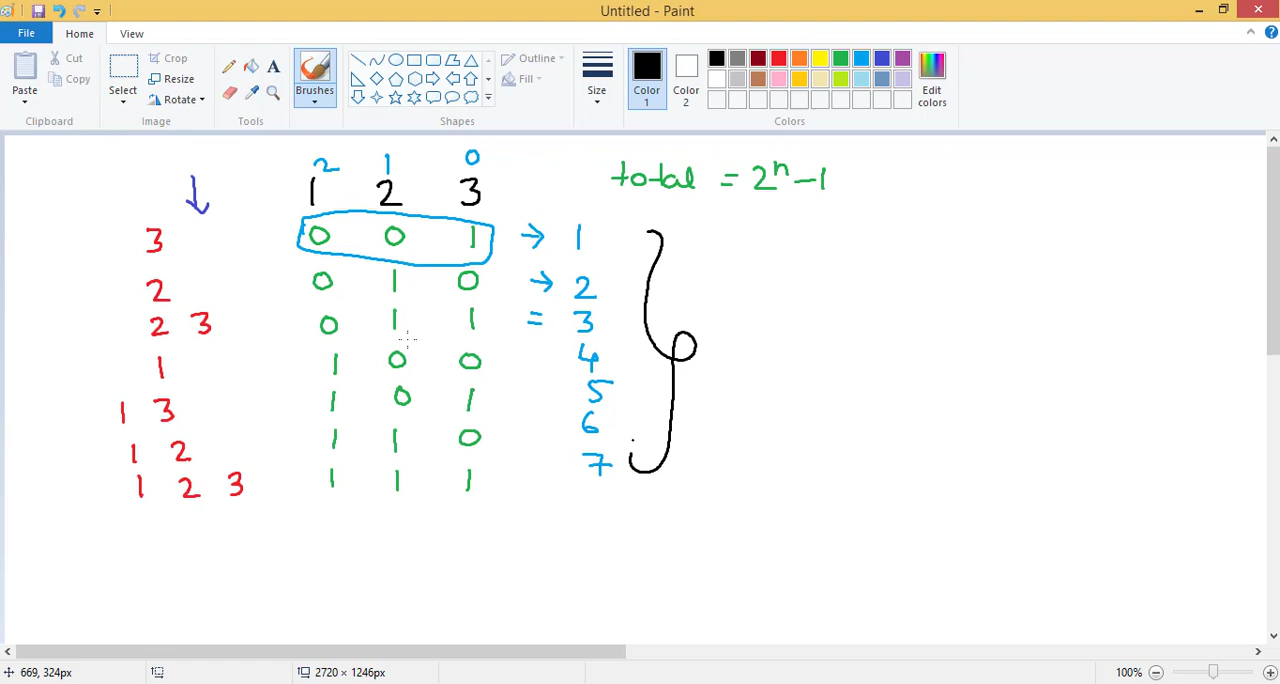 Untitled - Paint
File Home View
Paste Cut Copy Clipboard
Select Crop Resize Rotate Image
Tools
Brushes
Outline Fill Shapes
Size
Color 1 Color 2 Edit colors Colors
2 1 0
1 2 3 total = 2ⁿ - 1
3 0 0 1 → 1
2 0 1 0 → 2
2 3 0 1 1 = 3
1 1 0 0 4
1 3 1 0 1 5
1 2 1 1 0 6
1 2 3 1 1 1 7
669, 324px 2720 × 1246px 100%